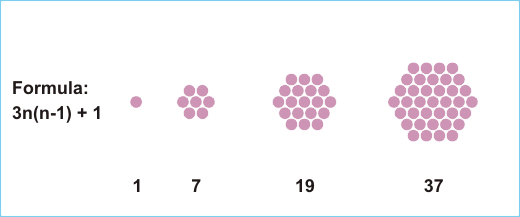 Formula:
3n(n-1) + 1
1 7 19 37